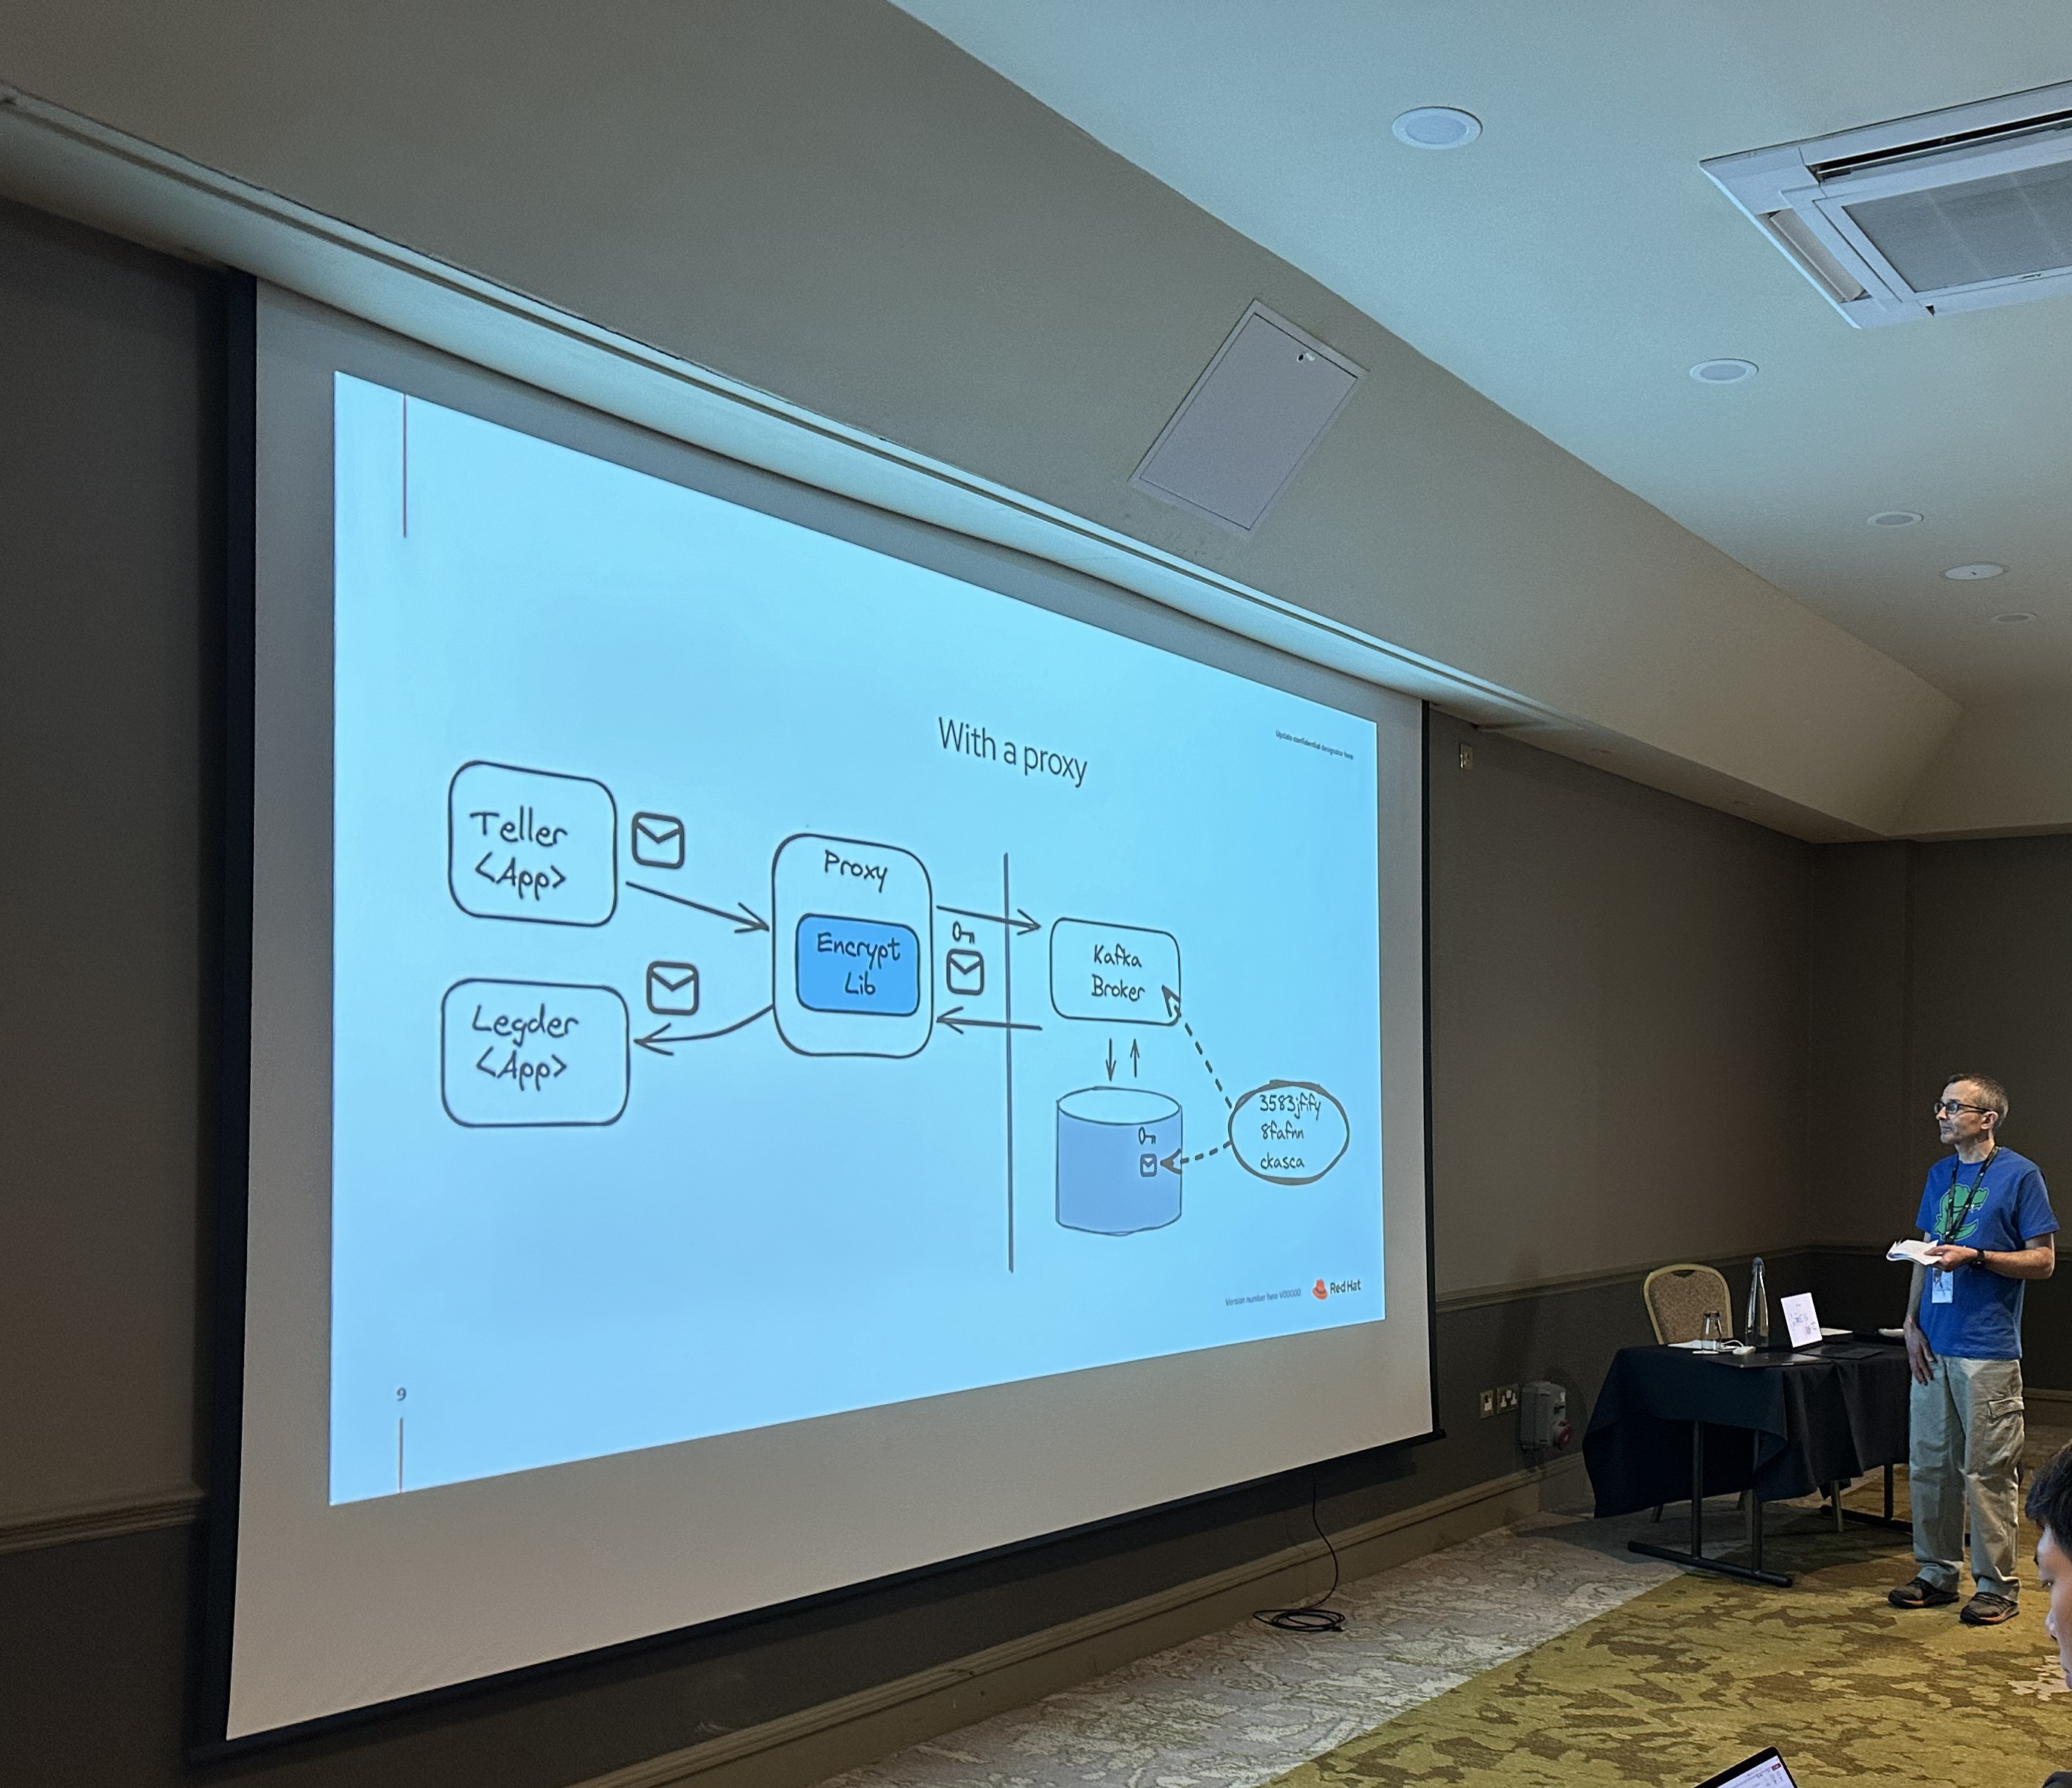 With a proxy
Update confidential designator here
Teller
<App>
Proxy
Encrypt
Lib
Kafka
Broker
Legder
<App>
3583jfify
8fafnn
ckasca
Version number here V00000
Red Hat
9